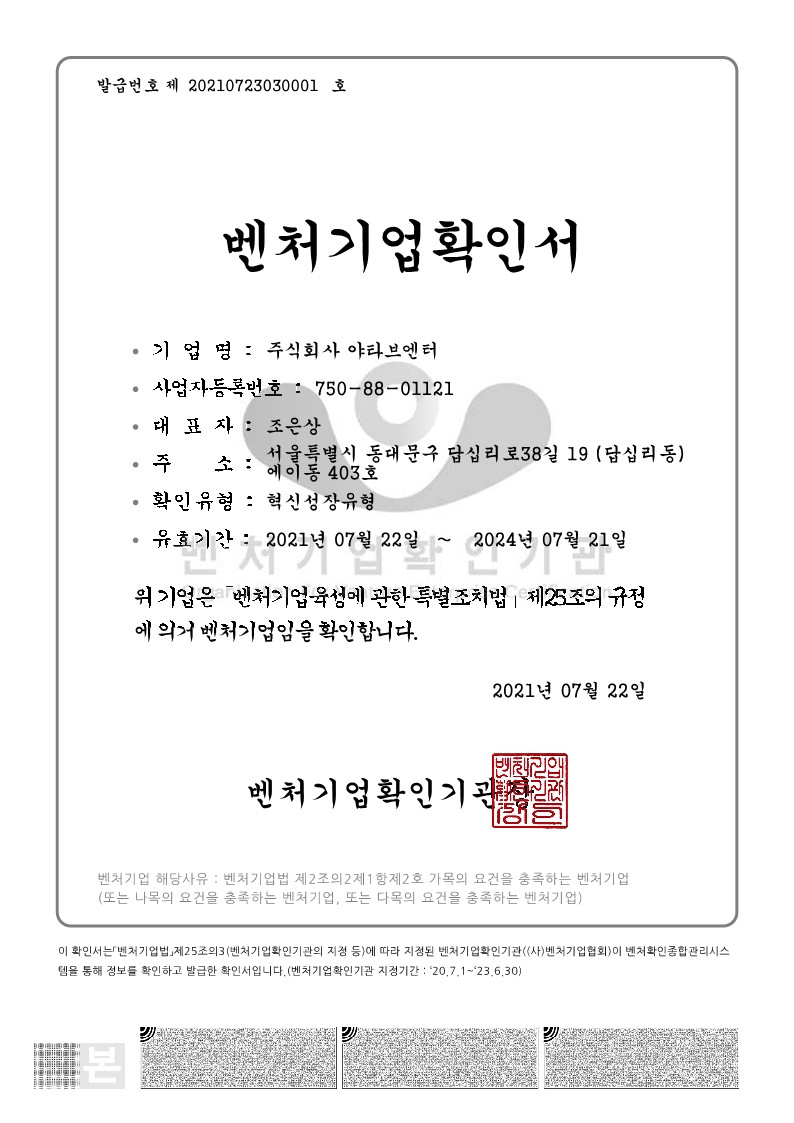 발급번호 제 20210723030001 호
벤처기업확인서
• 기 업 명 : 주식회사 야타브엔터
• 사업자등록번호 : 750-88-01121
• 대 표 자 : 조은상
• 주 소 : 서울특별시 동대문구 답십리로38길 19 (답십리동)
에이동 403호
• 확인유형 : 혁신성장유형
• 유효기간 : 2021년 07월 22일 ~ 2024년 07월 21일
벤처기업확인기관
위 기업은 「벤처기업육성에 관한 특별조치법」 제25조의 규정
에 의거 벤처기업임을 확인합니다.
2021년 07월 22일
벤처기업확인기관장
벤처기업 해당사유 : 벤처기업법 제2조의2제1항제2호 가목의 요건을 충족하는 벤처기업
(또는 나목의 요건을 충족하는 벤처기업, 또는 다목의 요건을 충족하는 벤처기업)
이 확인서는「벤처기업법」제25조의3(벤처기업확인기관의 지정 등)에 따라 지정된 벤처기업확인기관((사)벤처기업협회)이 벤처확인종합관리시스
템을 통해 정보를 확인하고 발급한 확인서입니다.(벤처기업확인기관 지정기간 : ‘20.7.1~‘23.6.30)
본